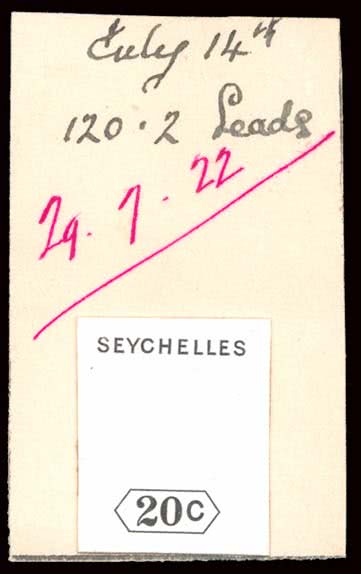 July 14th
120.2 Leads
29.7.22
SEYCHELLES
20C